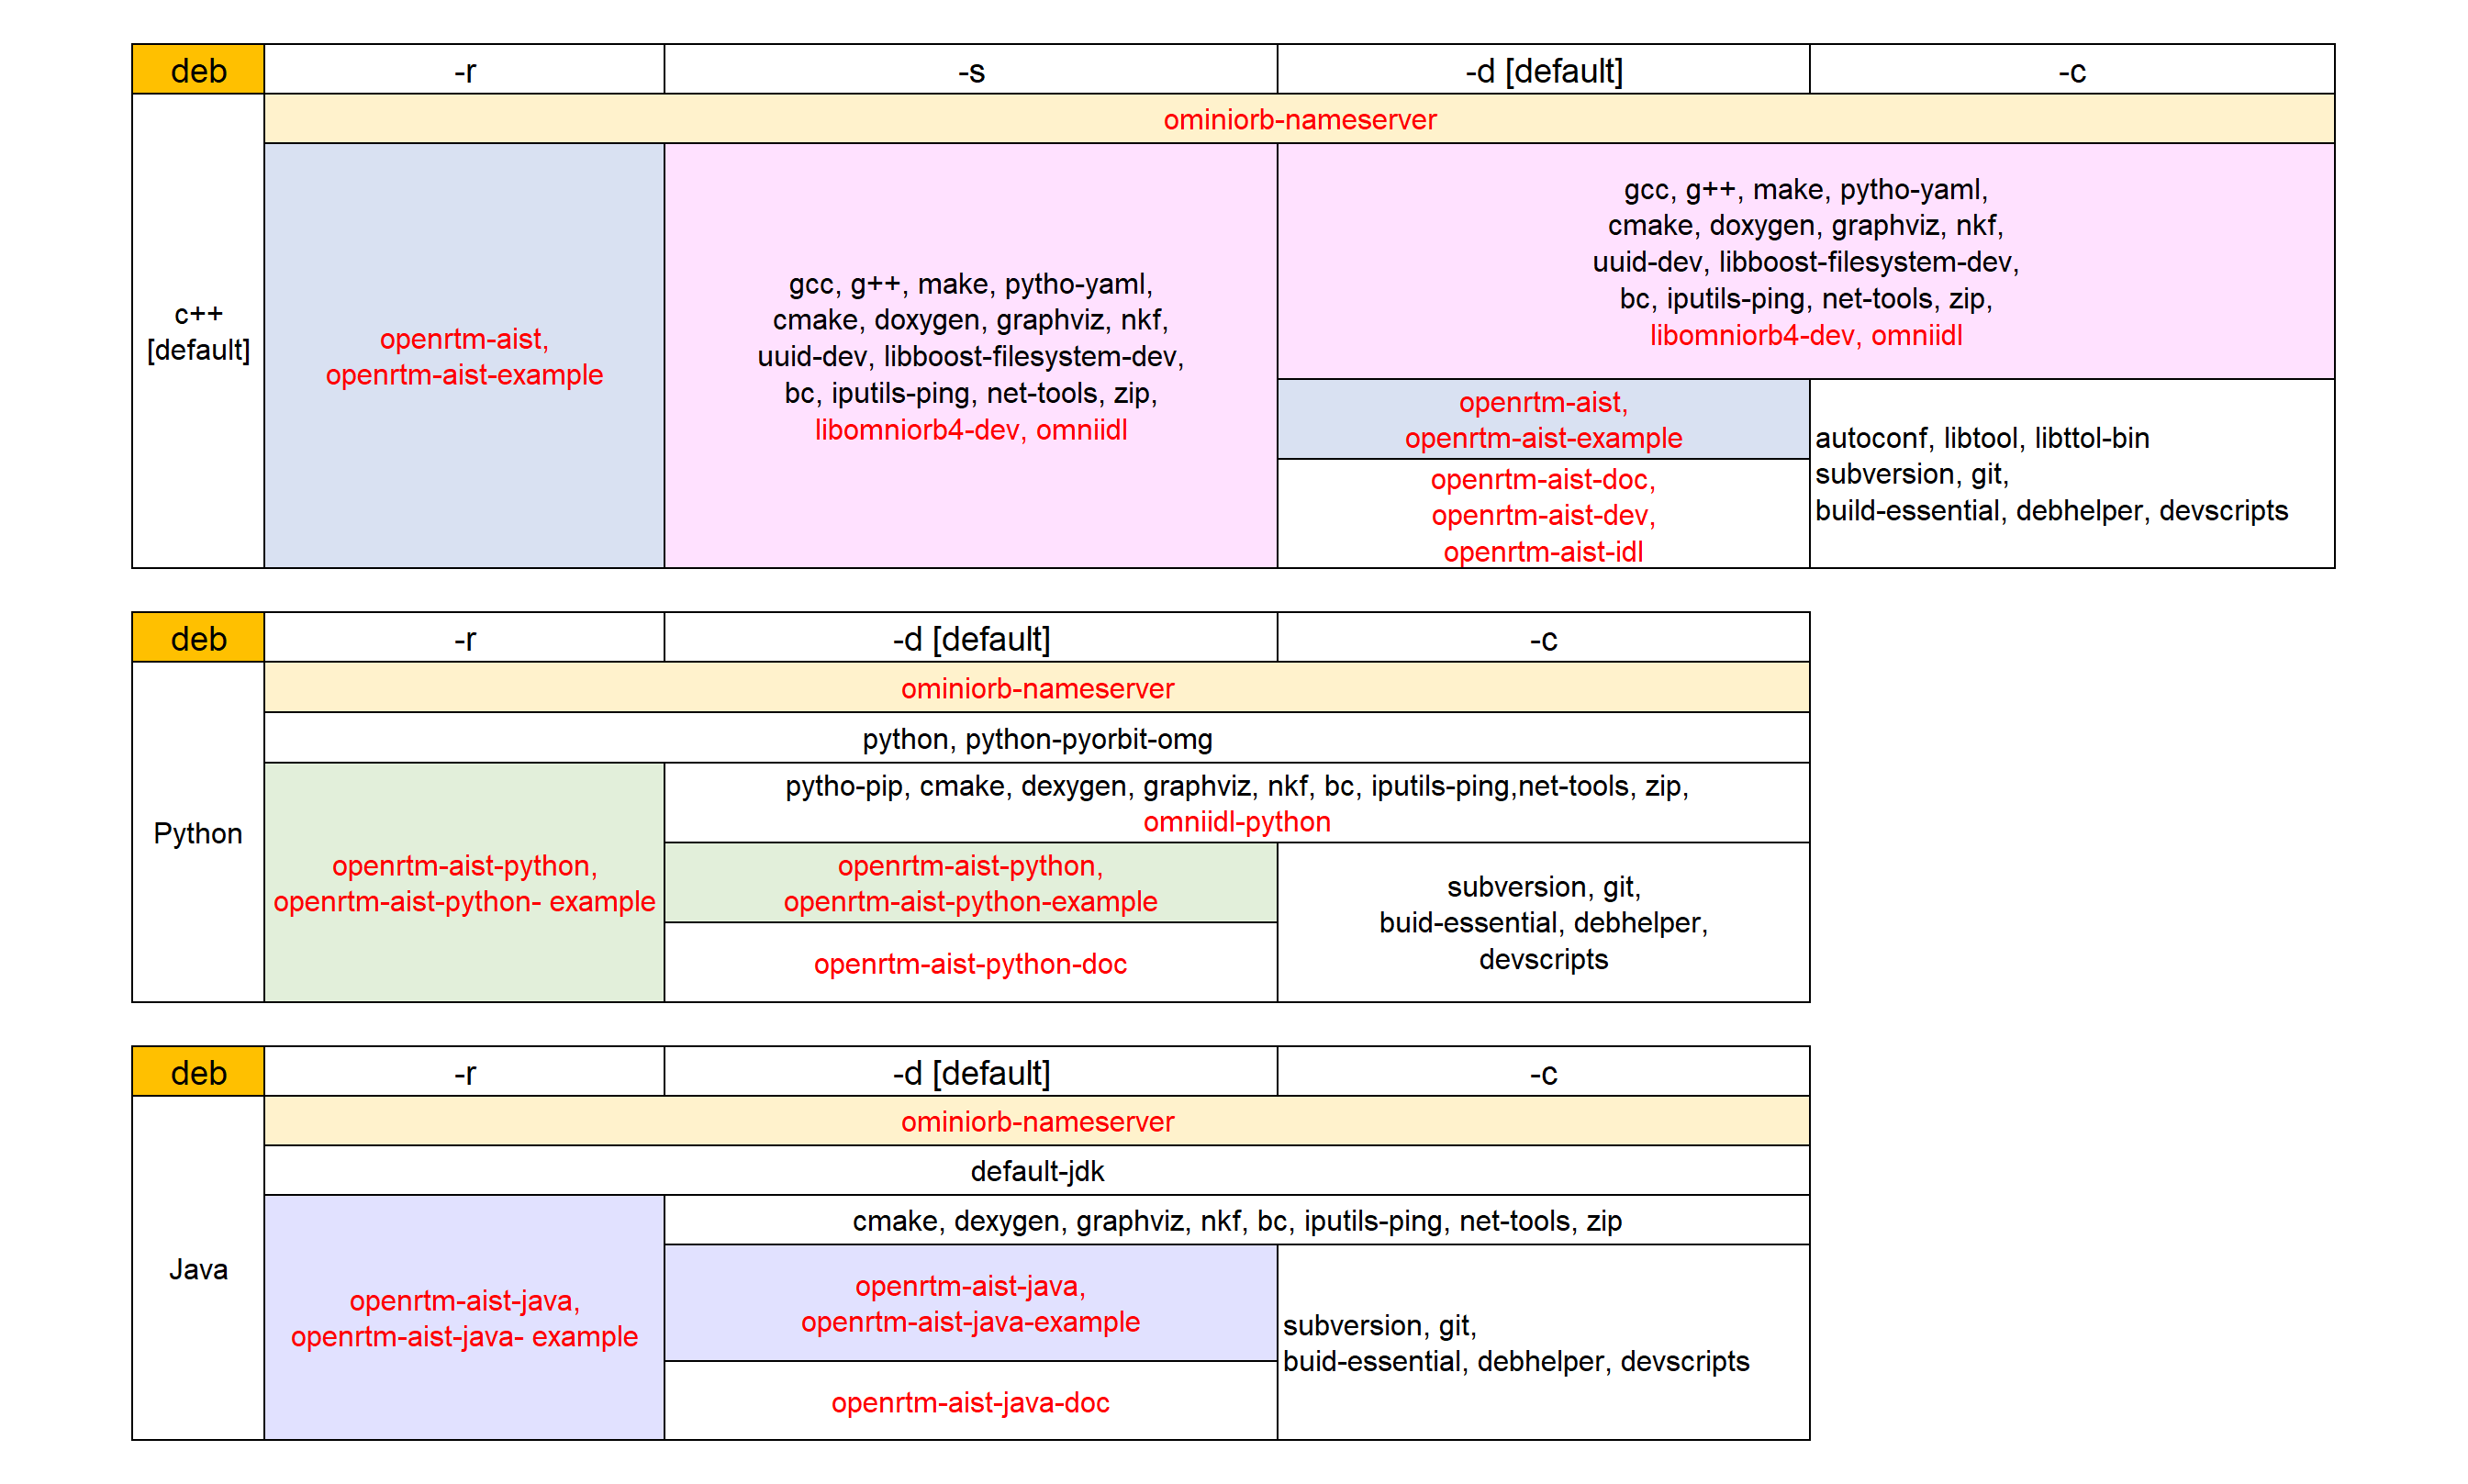 deb
-r
-s
-d [default]
-c
ominiorb-nameserver
c++
[default]
openrtm-aist,
openrtm-aist-example
gcc, g++, make, pytho-yaml,
cmake, doxygen, graphviz, nkf,
uuid-dev, libboost-filesystem-dev,
bc, iputils-ping, net-tools, zip,
libomniorb4-dev, omniidl
gcc, g++, make, pytho-yaml,
cmake, doxygen, graphviz, nkf,
uuid-dev, libboost-filesystem-dev,
bc, iputils-ping, net-tools, zip,
libomniorb4-dev, omniidl
openrtm-aist,
openrtm-aist-example
openrtm-aist-doc,
openrtm-aist-dev,
openrtm-aist-idl
autoconf, libtool, libttol-bin
subversion, git,
build-essential, debhelper, devscripts
deb
-r
-d [default]
-c
ominiorb-nameserver
python, python-pyorbit-omg
Python
openrtm-aist-python,
openrtm-aist-python- example
pytho-pip, cmake, dexygen, graphviz, nkf, bc, iputils-ping,net-tools, zip,
omniidl-python
openrtm-aist-python,
openrtm-aist-python-example
openrtm-aist-python-doc
subversion, git,
buid-essential, debhelper,
devscripts
deb
-r
-d [default]
-c
ominiorb-nameserver
default-jdk
Java
openrtm-aist-java,
openrtm-aist-java- example
cmake, dexygen, graphviz, nkf, bc, iputils-ping, net-tools, zip
openrtm-aist-java,
openrtm-aist-java-example
openrtm-aist-java-doc
subversion, git,
buid-essential, debhelper, devscripts